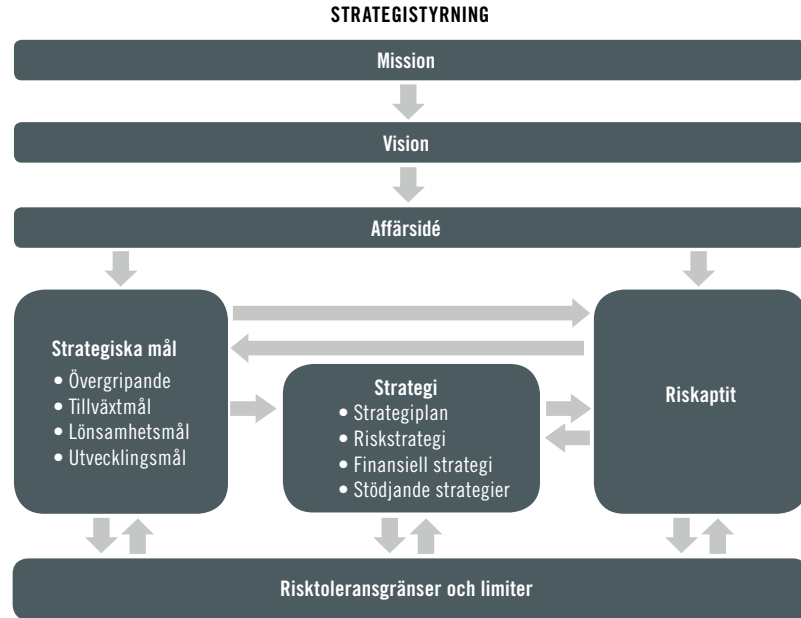 STRATEGISTYRNING
Mission
Vision
Affärsidé
Strategiska mål
• Övergripande
• Tillväxtmål
• Lönsamhetsmål
• Utvecklingsmål
Strategi
• Strategiplan
• Riskstrategi
• Finansiell strategi
• Stödjande strategier
Riskaptit
Risktoleransgränser och limiter